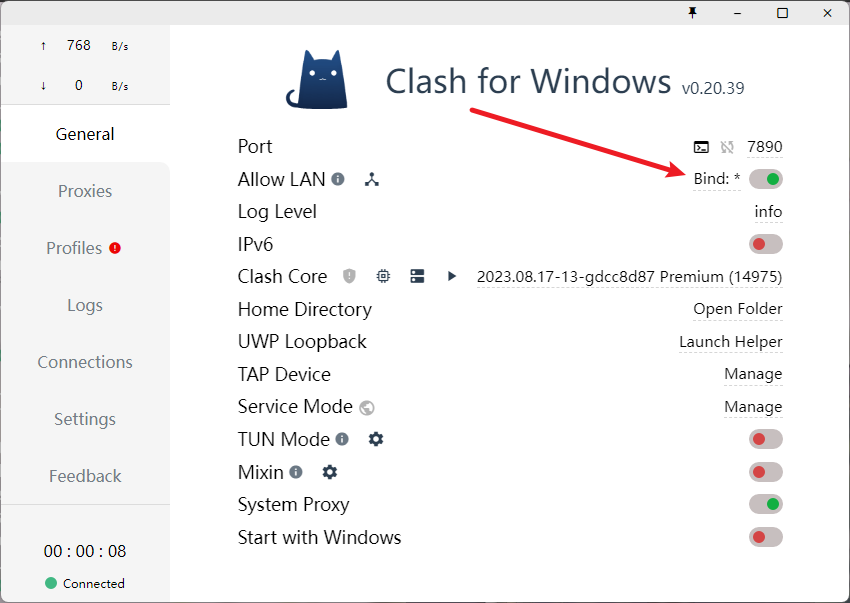 ↑ 768 B/s
↓ 0 B/s
General
Proxies
Profiles
Logs
Connections
Settings
Feedback
00 : 00 : 08
Connected
Clash for Windows v0.20.39
Port 7890
Allow LAN Bind: *
Log Level info
IPv6
Clash Core 2023.08.17-13-gdcc8d87 Premium (14975)
Home Directory Open Folder
UWP Loopback Launch Helper
TAP Device Manage
Service Mode Manage
TUN Mode
Mixin
System Proxy
Start with Windows